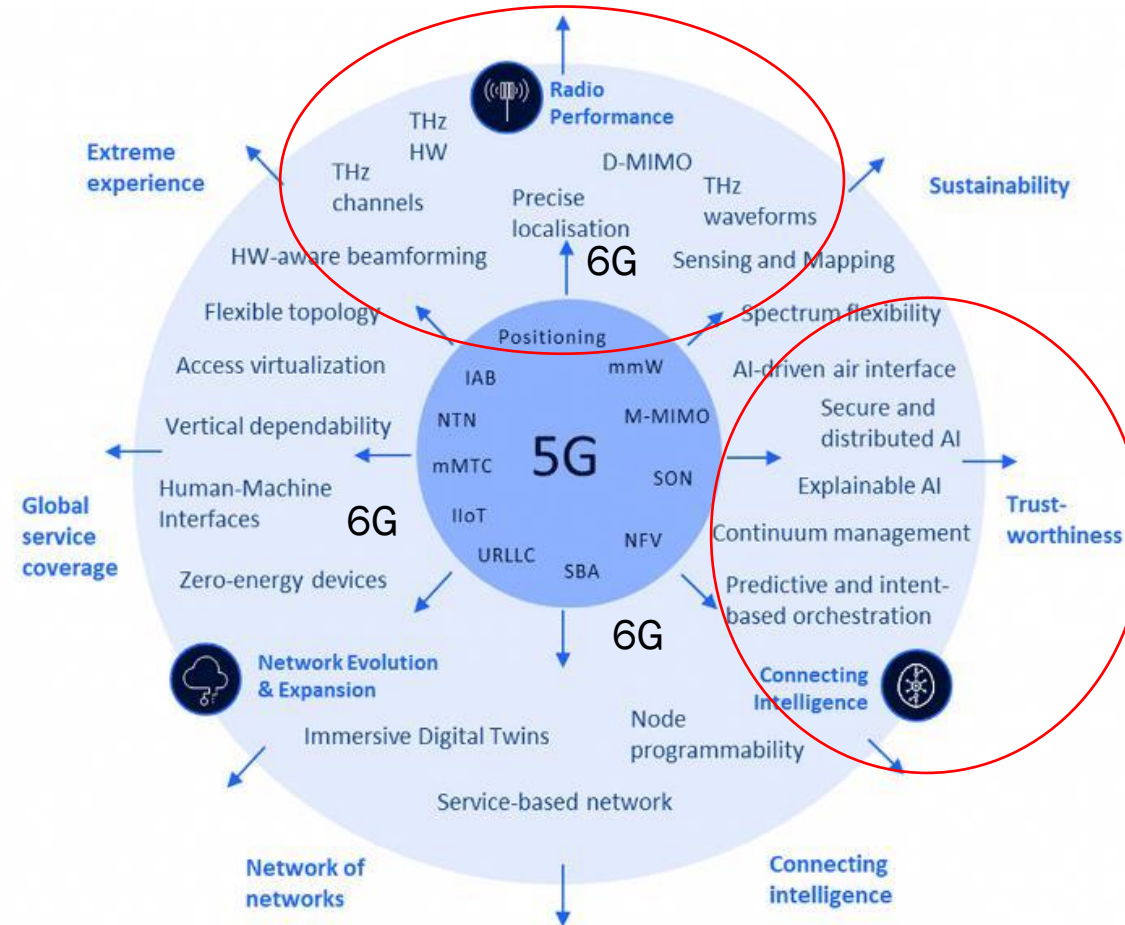 Radio
Performance
THz
HW
D-MIMO
Extreme
experience
THz
channels
THz
waveforms
Sustainability
Precise
localisation
HW-aware beamforming
6G
Sensing and Mapping
Flexible topology
Spectrum flexibility
Positioning
Access virtualization
mmW
AI-driven air interface
IAB
NTN
M-MIMO
Secure and
distributed AI
Vertical dependability
5G
mMTC
SON
Explainable AI
Human-Machine
Interfaces
6G
IIoT
Global
service
coverage
Trust-
worthiness
NFV
Continuum management
URLLC
SBA
Zero-energy devices
Predictive and intent-
based orchestration
6G
Network Evolution
& Expansion
Connecting
Intelligence
Immersive Digital Twins
Node
programmability
Service-based network
Network of
networks
Connecting
intelligence